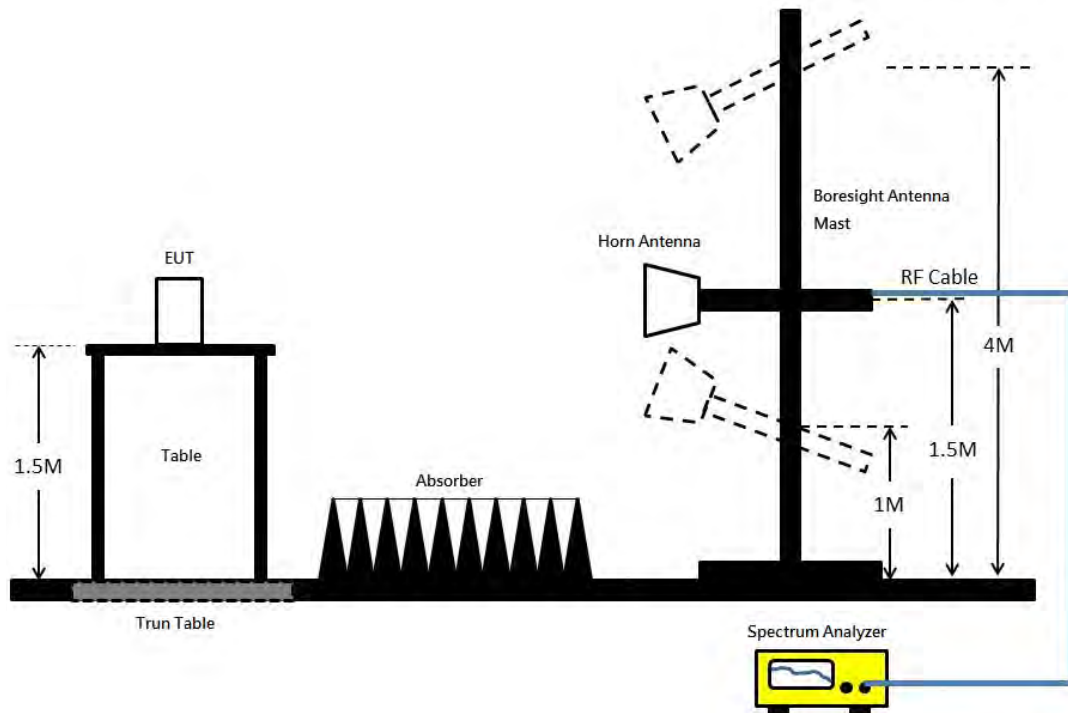 Boresight Antenna
Mast
Horn Antenna
EUT
RF Cable
4M
1.5M
Table
1.5M
Absorber
1M
Trun Table
Spectrum Analyzer